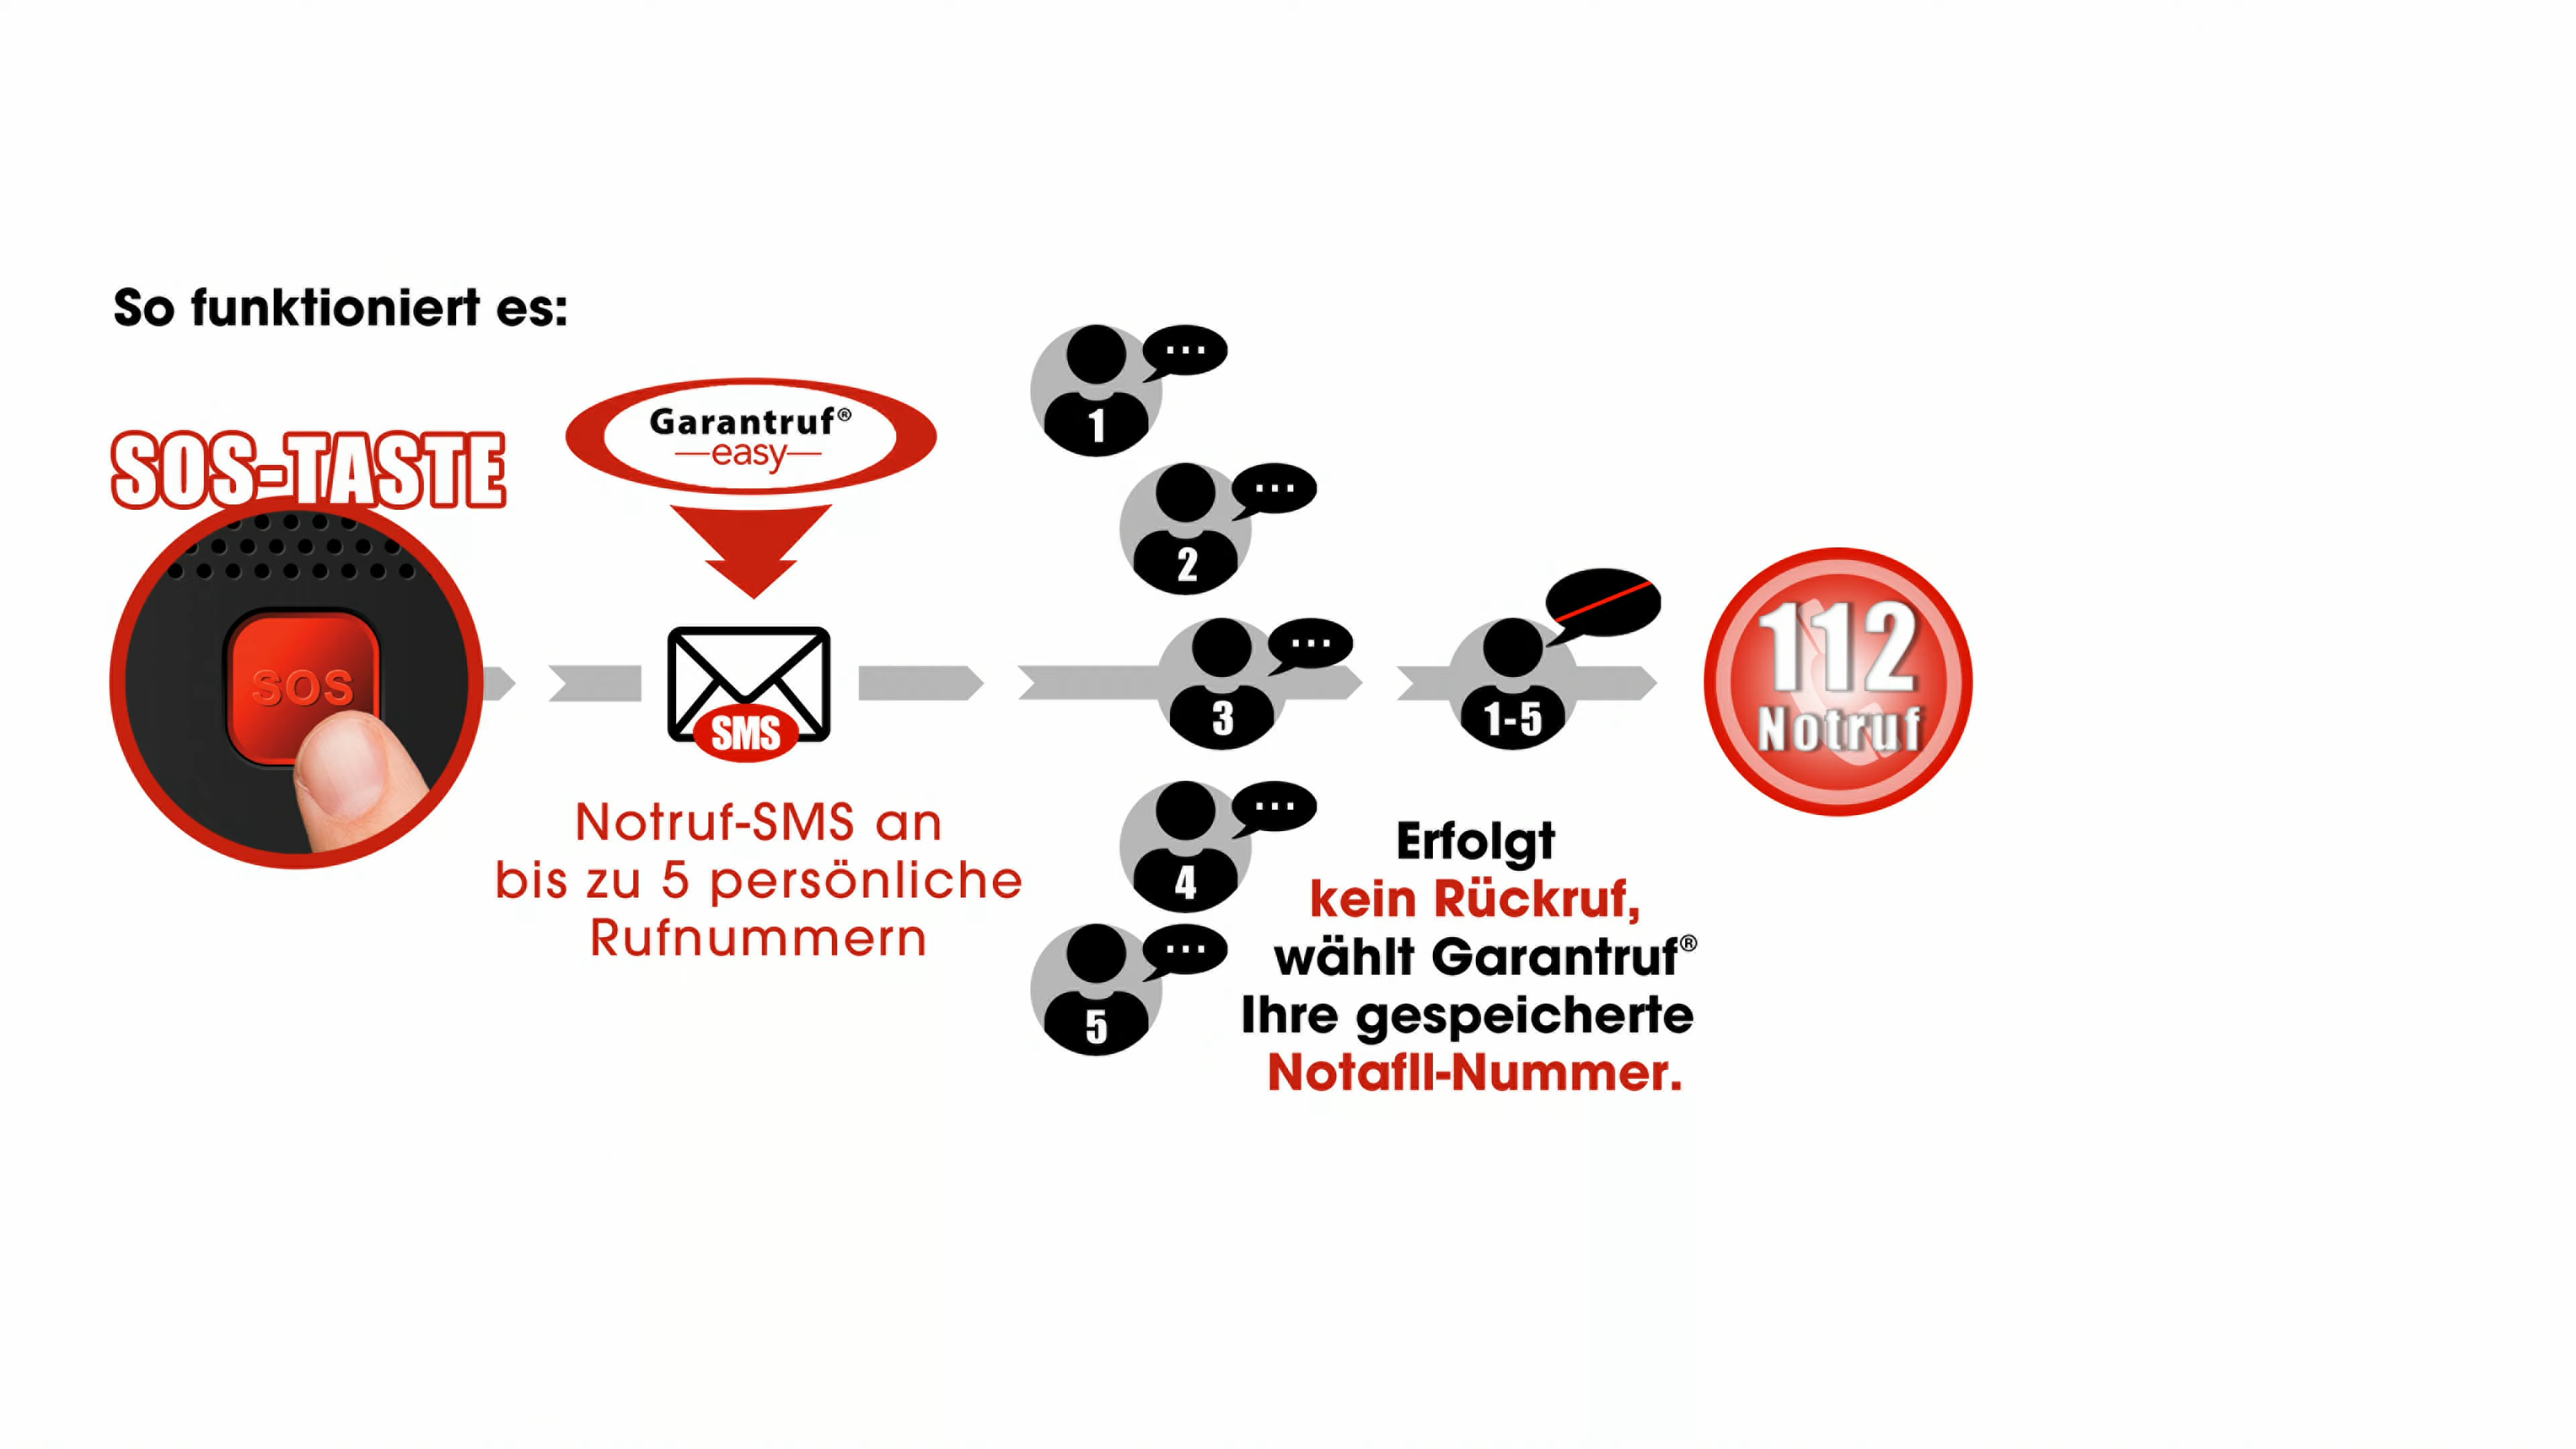 So funktioniert es:
SOS-TASTE
SOS
Garantruf®
easy
SMS
Notruf-SMS an
bis zu 5 persönliche
Rufnummern
...
1
...
2
...
3
...
4
...
5
1-5
Erfolgt
kein Rückruf,
wählt Garantruf®
Ihre gespeicherte
Notafll-Nummer.
112
Notruf